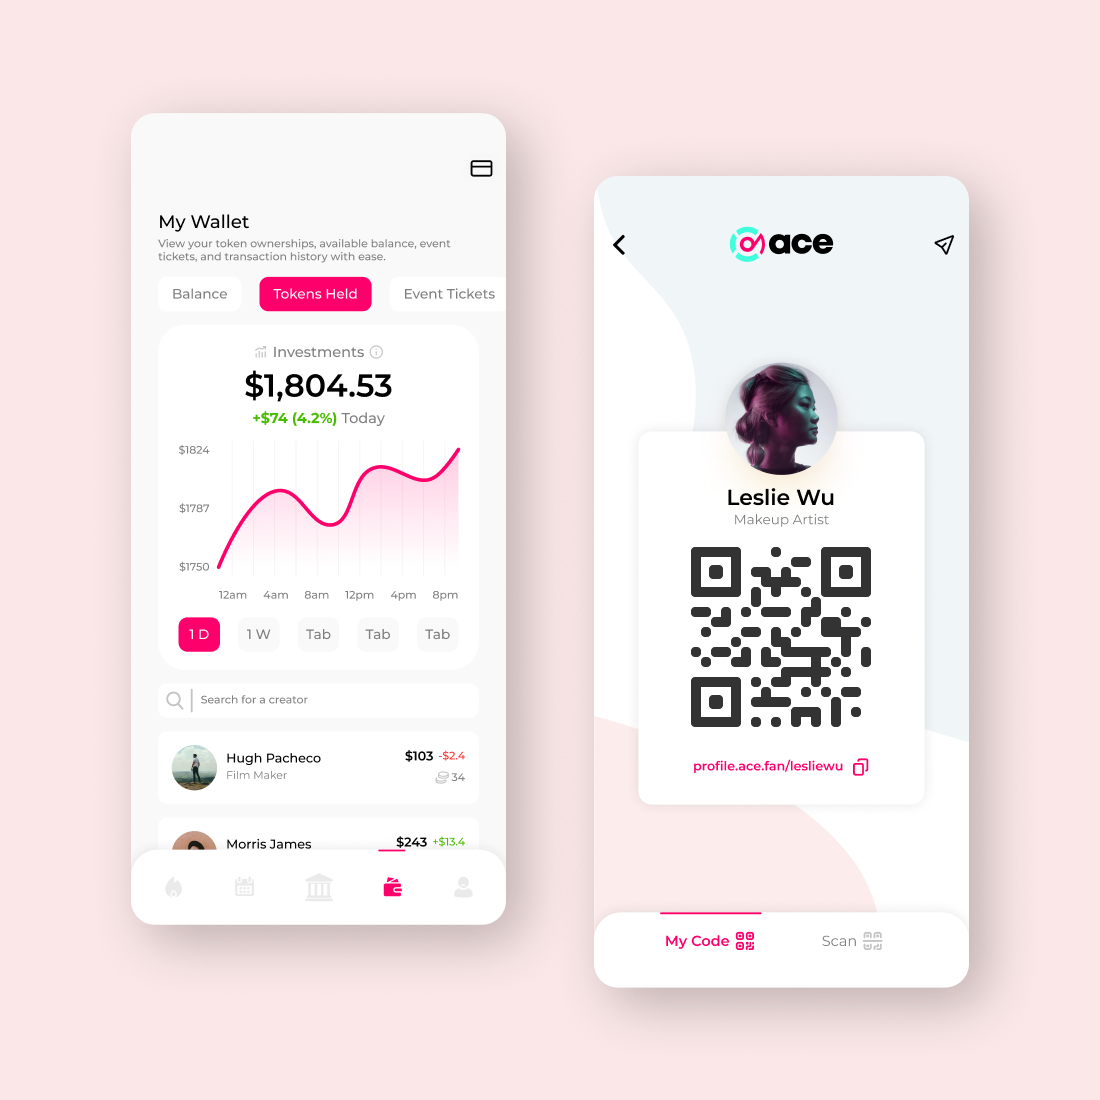 My Wallet
View your token ownerships, available balance, event
tickets, and transaction history with ease.
Balance
Tokens Held
Event Tickets
Investments
$1,804.53
+$74 (4.2%) Today
$1824
$1787
$1750
12am 4am 8am 12pm 4pm 8pm
1 D
1 W
Tab
Tab
Tab
Search for a creator
Hugh Pacheco
$103 -$2.4
Film Maker
34
Morris James
$243 +$13.4
ace
Leslie Wu
Makeup Artist
profile.ace.fan/lesliewu
My Code
Scan